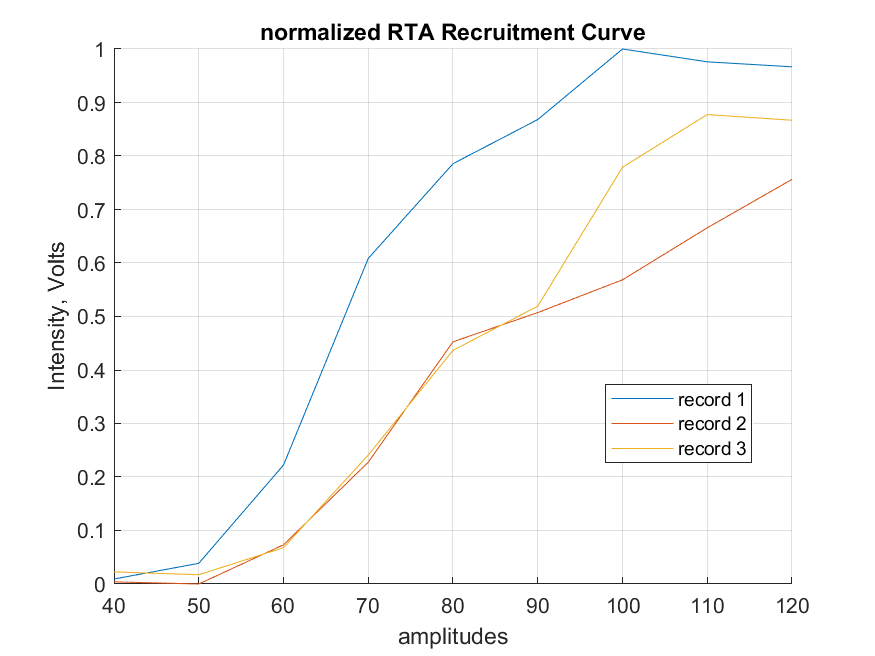 normalized RTA Recruitment Curve
1
0.9
0.8
0.7
0.6
0.5
0.4
0.3
0.2
0.1
0
Intensity, Volts
record 1
record 2
record 3
40 50 60 70 80 90 100 110 120
amplitudes